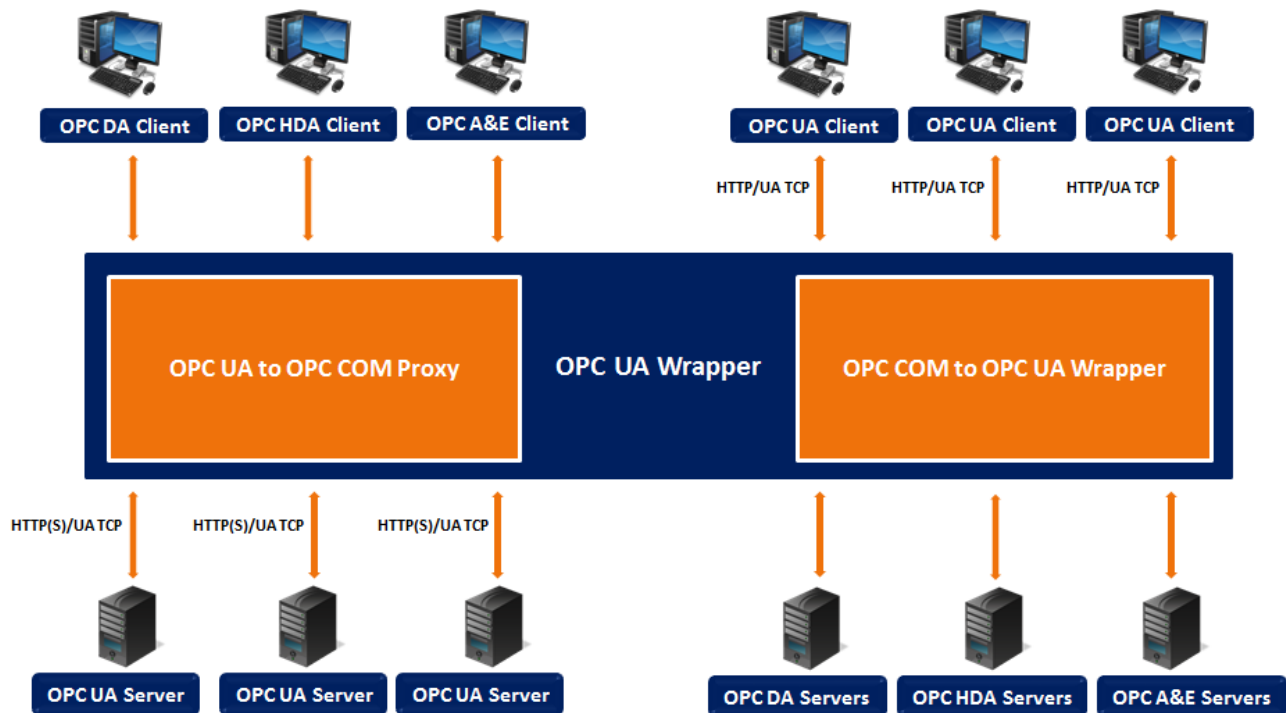 OPC DA Client
OPC HDA Client
OPC A&E Client
OPC UA Client
OPC UA Client
OPC UA Client
HTTP/UA TCP
HTTP/UA TCP
HTTP/UA TCP
OPC UA to OPC COM Proxy
OPC UA Wrapper
OPC COM to OPC UA Wrapper
HTTP(S)/UA TCP
HTTP(S)/UA TCP
HTTP(S)/UA TCP
OPC UA Server
OPC UA Server
OPC UA Server
OPC DA Servers
OPC HDA Servers
OPC A&E Servers